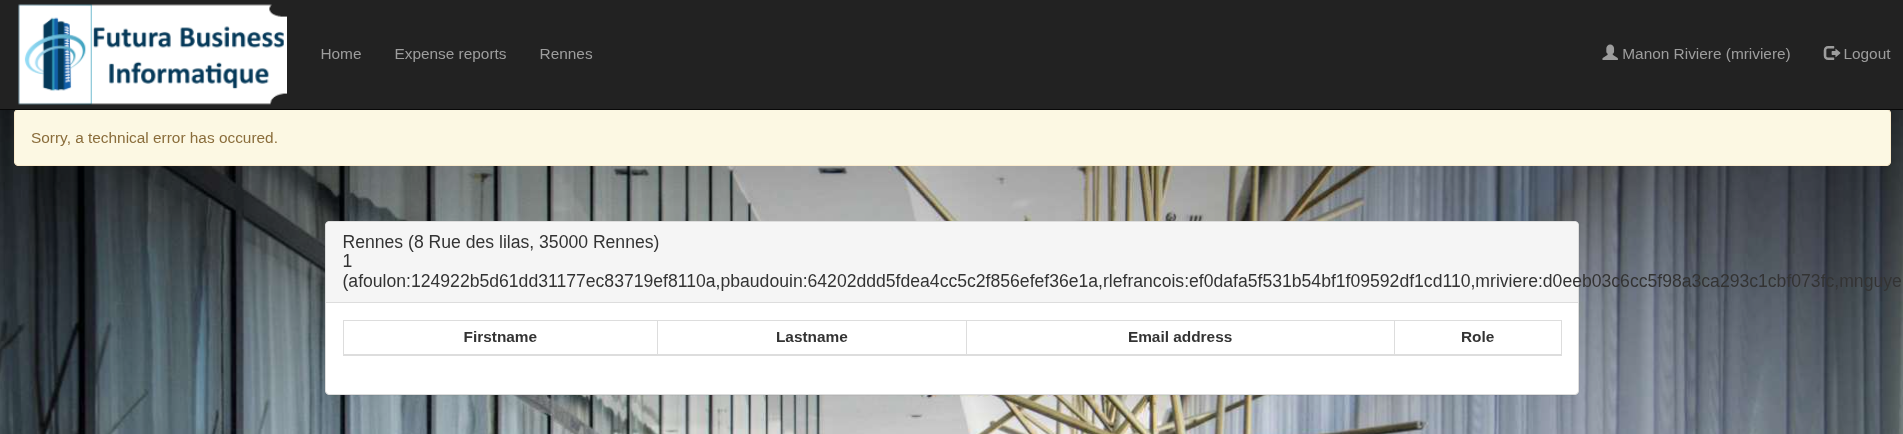 Futura Business
Informatique
Home Expense reports Rennes Manon Riviere (mriviere) Logout
Sorry, a technical error has occured.
Rennes (8 Rue des lilas, 35000 Rennes)
1
(afoulon:124922b5d61dd31177ec83719ef8110a,pbaudouin:64202ddd5fdea4cc5c2f856efef36e1a,rlefrancois:ef0dafa5f531b54bf1f09592df1cd110,mriviere:d0eeb03c6cc5f98a3ca293c1cbf073fc,mnguye
Firstname Lastname Email address Role